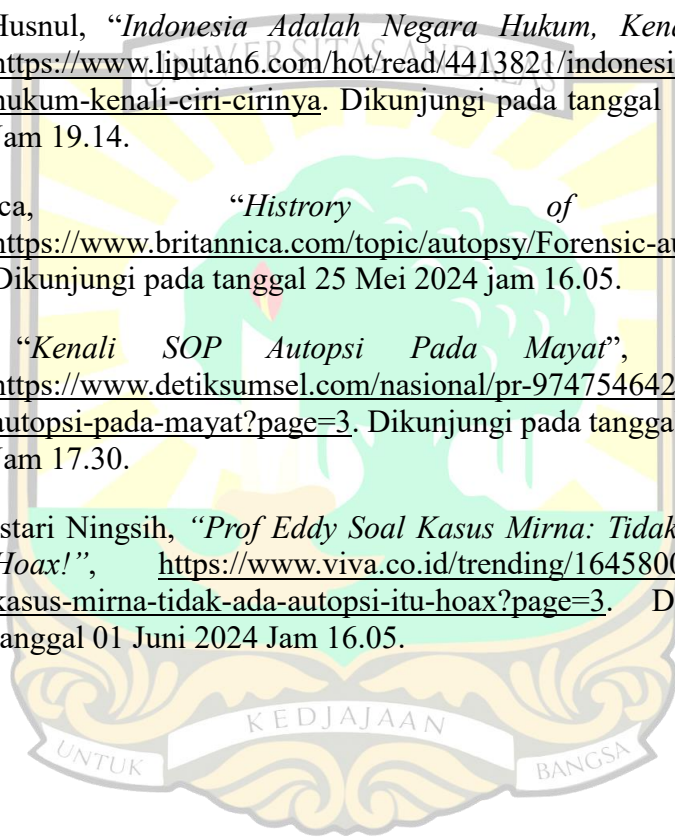 Husnul, “Indonesia Adalah Negara Hukum,
https://www.liputan6.com/hot/read/4413821/indonesi
hukum-kenali-ciri-cirinya. Dikunjungi pada tanggal
Jam 19.14.
ica, “Histrory of
https://www.britannica.com/topic/autopsy/Forensic-au
Dikunjungi pada tanggal 25 Mei 2024 jam 16.05.
“Kenali SOP Autopsi Pada Mayat”,
https://www.detiksumsel.com/nasional/pr-974754642
autopsi-pada-mayat?page=3. Dikunjungi pada tangga
Jam 17.30.
stari Ningsih, “Prof Eddy Soal Kasus Mirna: Tidak
Hoax!”, https://www.viva.co.id/trending/1645800
kasus-mirna-tidak-ada-autopsi-itu-hoax?page=3. D
tanggal 01 Juni 2024 Jam 16.05.
UNIVERSITAS ANDALAS
KEDJAJAAN
UNTUK BANGSA